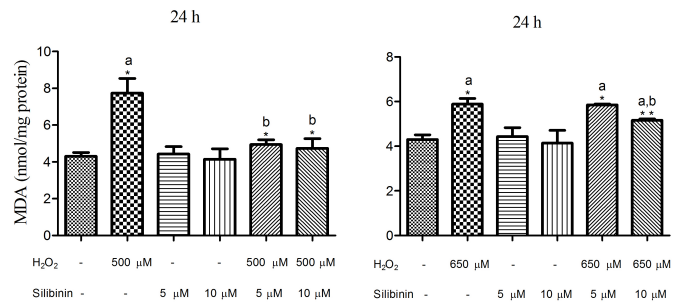 24 h
MDA (nmol/mg protein)
10
8
6
4
2
0
a
*
b
*
b
*
H₂O₂ - 500 μM - - 500 μM 500 μM
Silibinin - - 5 μM 10 μM 5 μM 10 μM
24 h
8
6
4
2
0
a
*
a
*
a,b
**
H₂O₂ - 650 μM - - 650 μM 650 μM
Silibinin - - 5 μM 10 μM 5 μM 10 μM